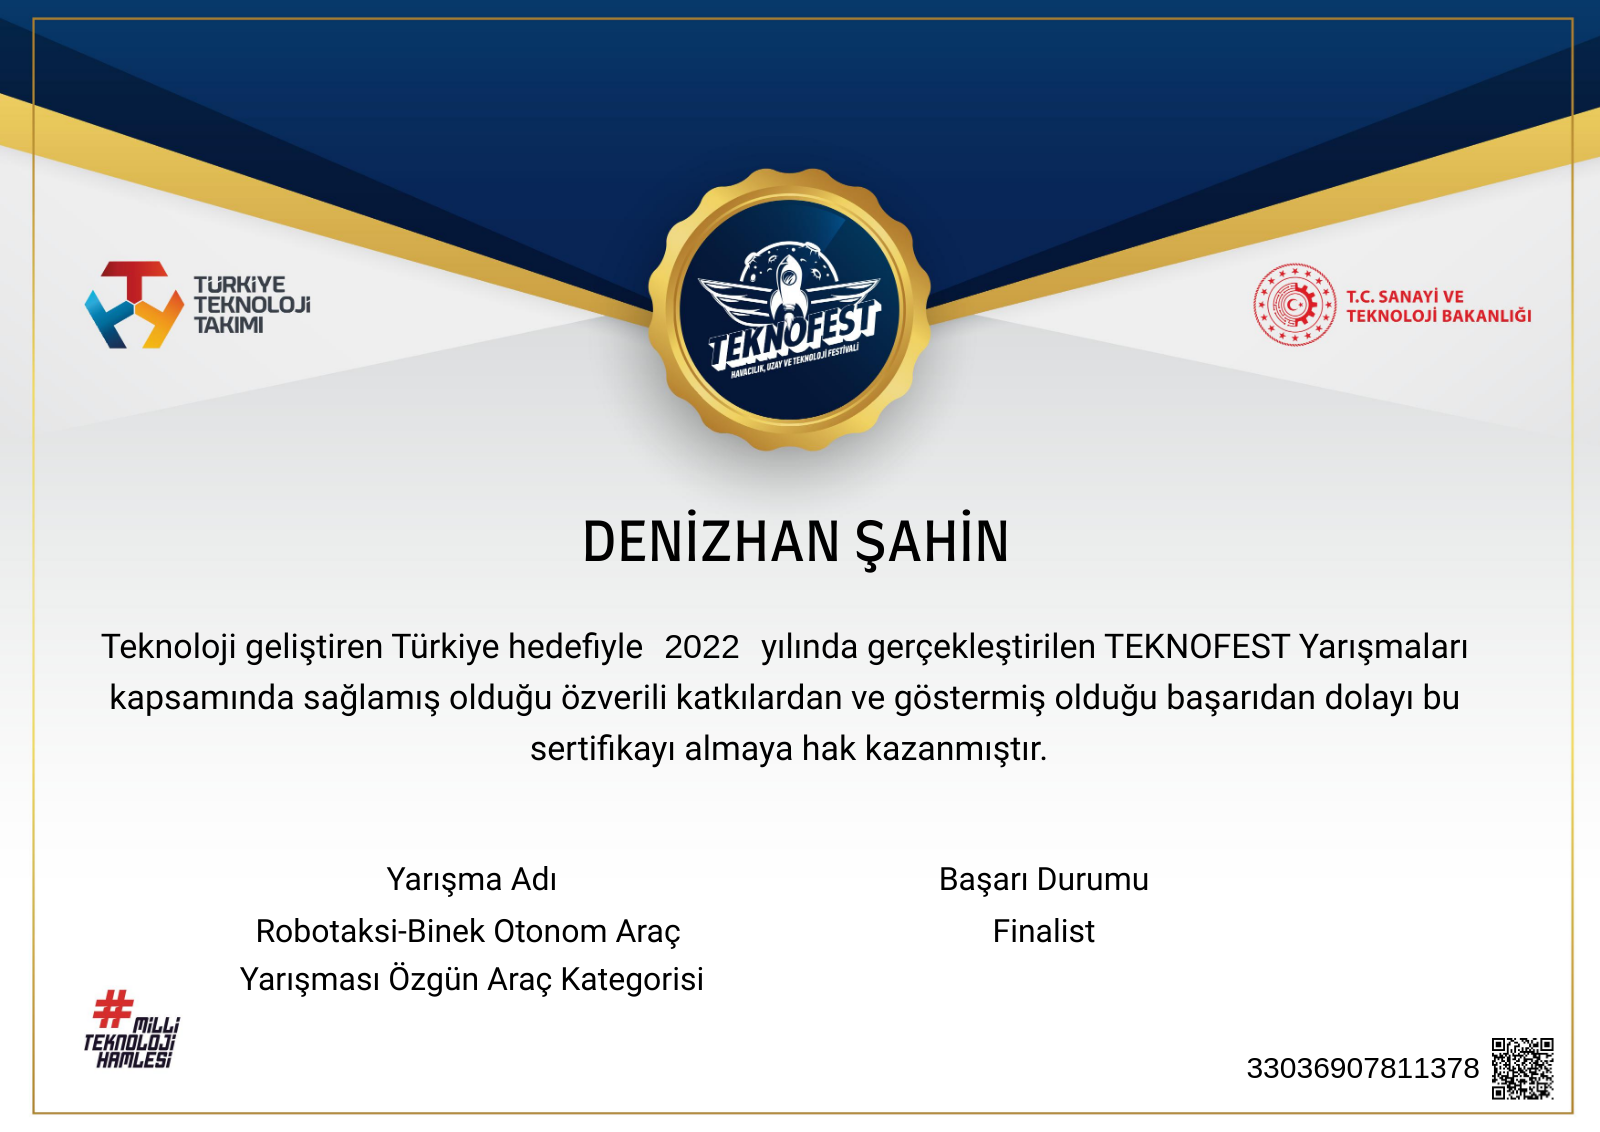 TÜRKİYE
TEKNOLOJİ
TAKIMI
TEKNOFEST
HAVACILIK, UZAY VE TEKNOLOJİ FESTİVALİ
T.C. SANAYİ VE
TEKNOLOJİ BAKANLIĞI
DENİZHAN ŞAHİN
Teknoloji geliştiren Türkiye hedefiyle 2022 yılında gerçekleştirilen TEKNOFEST Yarışmaları
kapsamında sağlamış olduğu özverili katkılardan ve göstermiş olduğu başarıdan dolayı bu
sertifikayı almaya hak kazanmıştır.
Yarışma Adı
Robotaksi-Binek Otonom Araç
Yarışması Özgün Araç Kategorisi
Başarı Durumu
Finalist
#MİLLİ
TEKNOLOJİ
HAMLESİ
33036907811378